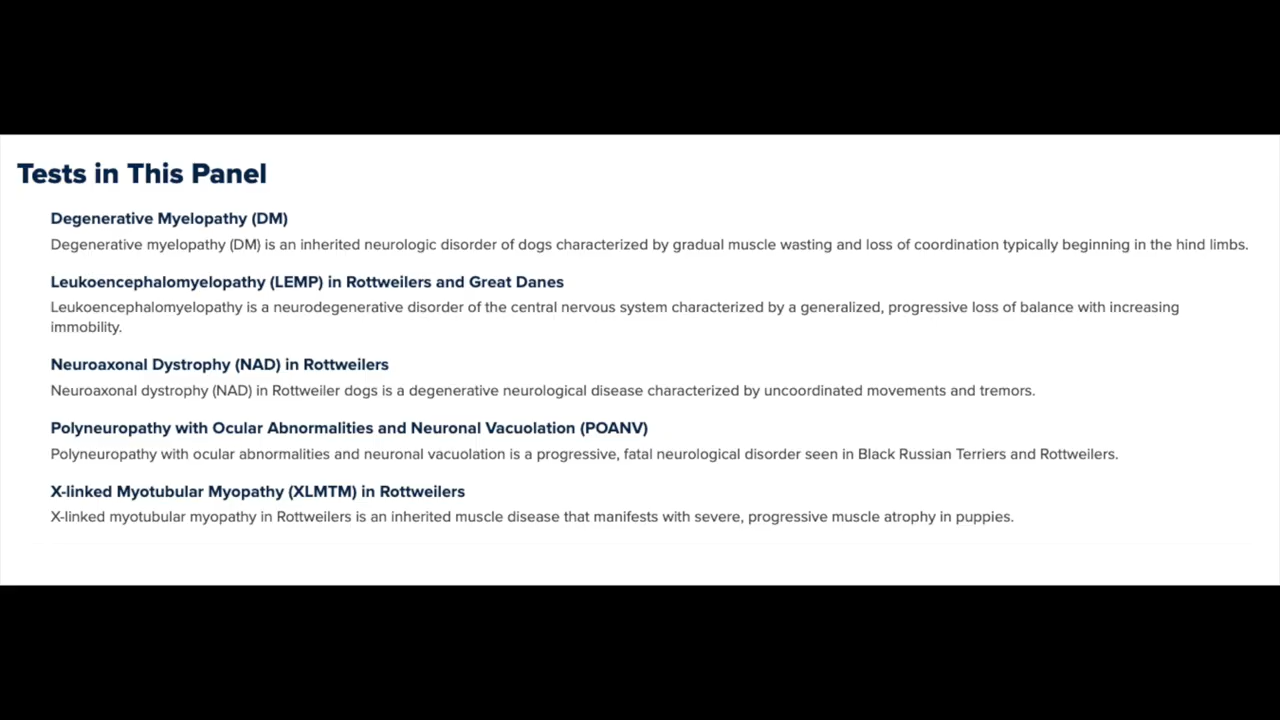 Tests in This Panel
Degenerative Myelopathy (DM)
Degenerative myelopathy (DM) is an inherited neurologic disorder of dogs characterized by gradual muscle wasting and loss of coordination typically beginning in the hind limbs.
Leukoencephalomyelopathy (LEMP) in Rottweilers and Great Danes
Leukoencephalomyelopathy is a neurodegenerative disorder of the central nervous system characterized by a generalized, progressive loss of balance with increasing
immobility.
Neuroaxonal Dystrophy (NAD) in Rottweilers
Neuroaxonal dystrophy (NAD) in Rottweiler dogs is a degenerative neurological disease characterized by uncoordinated movements and tremors.
Polyneuropathy with Ocular Abnormalities and Neuronal Vacuolation (POANV)
Polyneuropathy with ocular abnormalities and neuronal vacuolation is a progressive, fatal neurological disorder seen in Black Russian Terriers and Rottweilers.
X-linked Myotubular Myopathy (XLMTM) in Rottweilers
X-linked myotubular myopathy in Rottweilers is an inherited muscle disease that manifests with severe, progressive muscle atrophy in puppies.